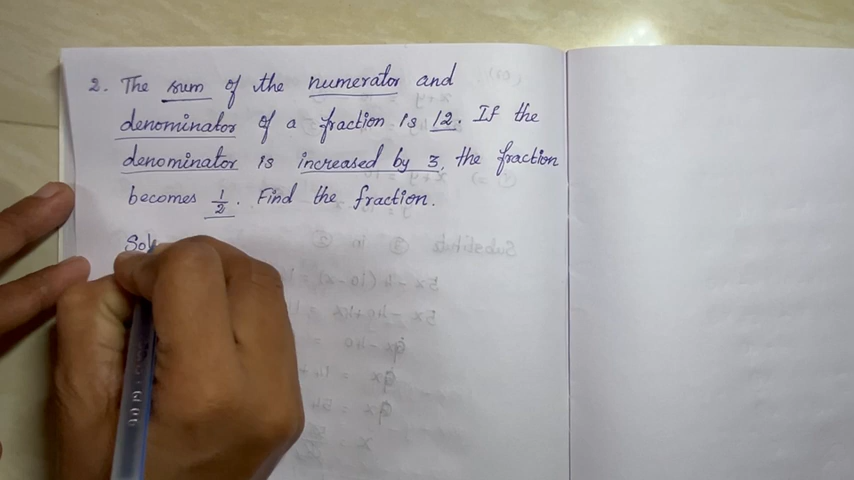 2. The sum of the numerator and
denominator of a fraction is 12. If the
denominator is increased by 3, the fraction
becomes 1/2. Find the fraction.